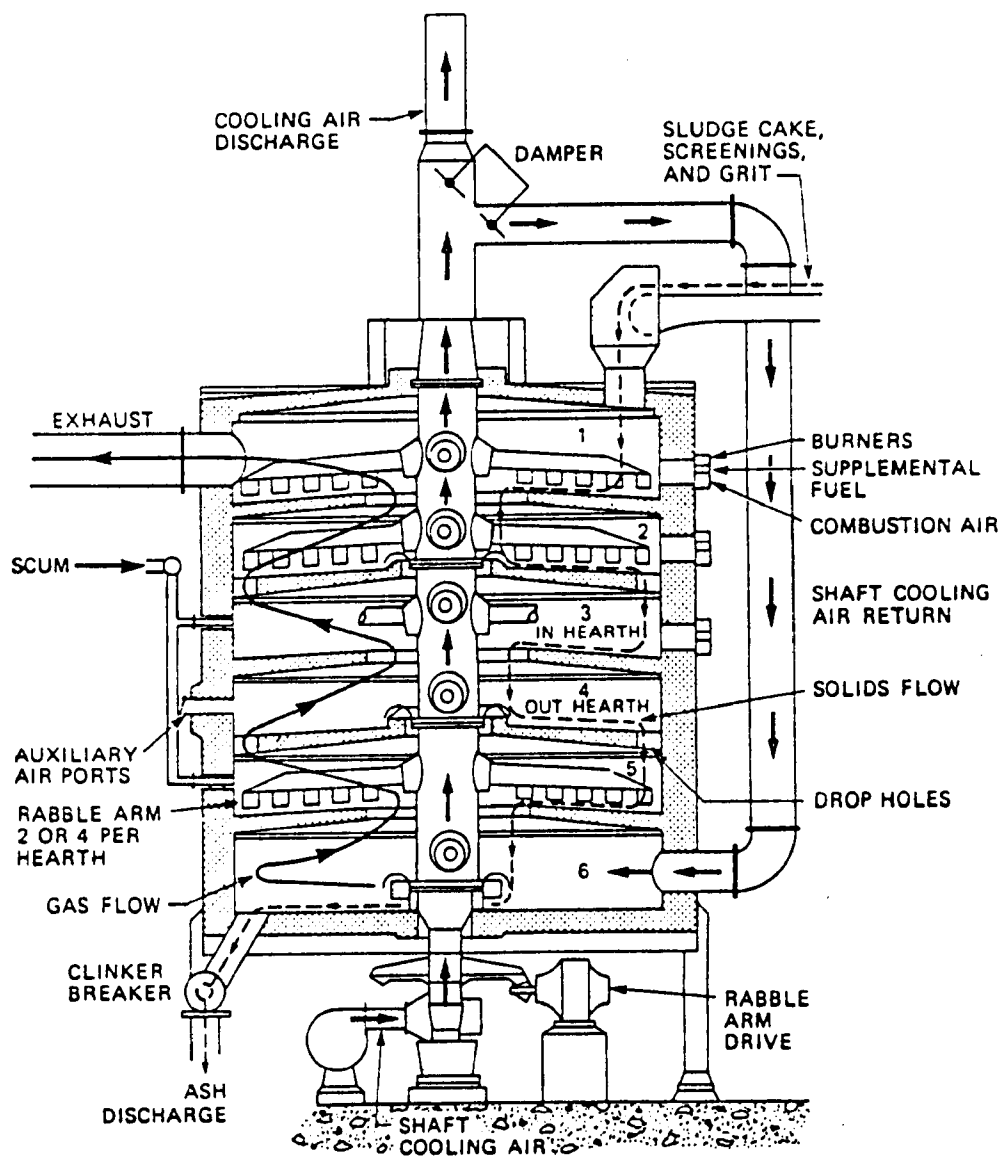 COOLING AIR
DISCHARGE
DAMPER
SLUDGE CAKE,
SCREENINGS,
AND GRIT
EXHAUST
1
BURNERS
SUPPLEMENTAL
FUEL
COMBUSTION AIR
2
SCUM
SHAFT COOLING
AIR RETURN
3
IN HEARTH
4
OUT HEARTH
SOLIDS FLOW
AUXILIARY
AIR PORTS
5
DROP HOLES
RABBLE ARM
2 OR 4 PER
HEARTH
6
GAS FLOW
CLINKER
BREAKER
RABBLE
ARM
DRIVE
ASH
DISCHARGE
SHAFT
COOLING AIR